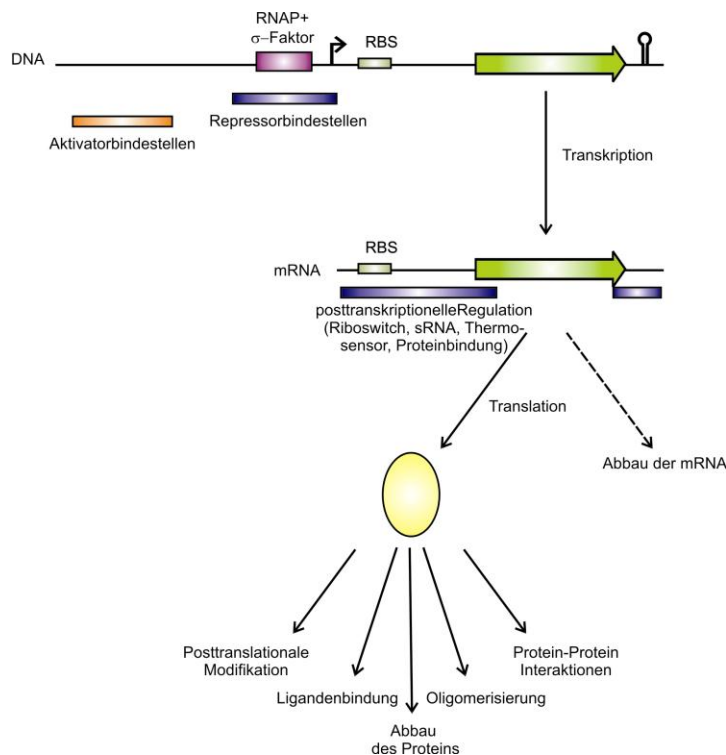 RNAP+
σ–Faktor
RBS
DNA
Repressorbindestellen
Aktivatorbindestellen
Transkription
RBS
mRNA
posttranskriptionelleRegulation
(Riboswitch, sRNA, Thermo-
sensor, Proteinbindung)
Translation
Abbau der mRNA
Posttranslationale
Modifikation
Protein-Protein
Interaktionen
Ligandenbindung
Oligomerisierung
Abbau
des Proteins